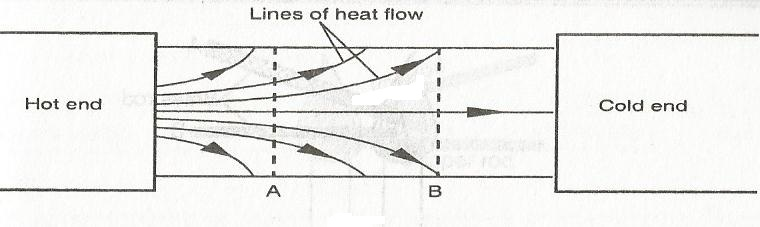 Lines of heat flow
Hot end
Cold end
A
B